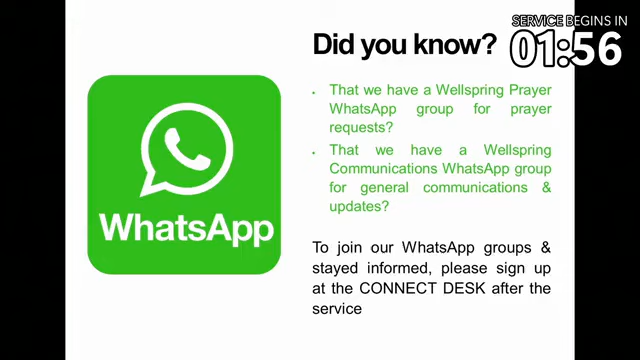 SERVICE BEGINS IN
01:56
Did you know?
That we have a Wellspring Prayer
WhatsApp group for prayer
requests?
That we have a Wellspring
Communications WhatsApp group
for general communications &
updates?
WhatsApp
To join our WhatsApp groups &
stayed informed, please sign up
at the CONNECT DESK after the
service